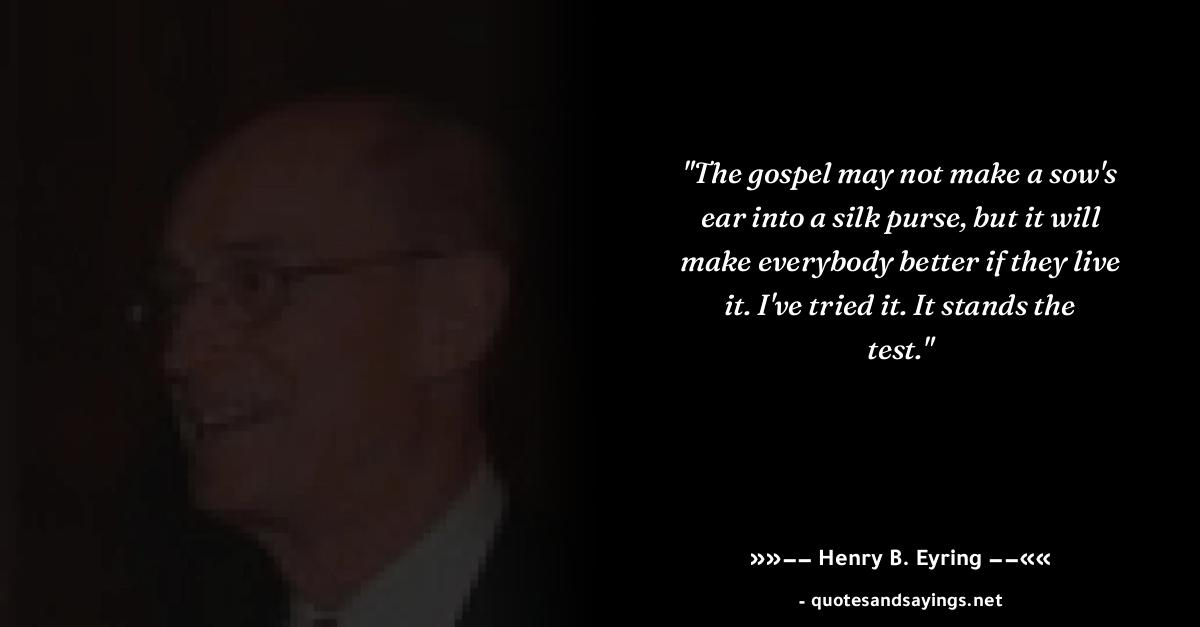 "The gospel may not make a sow's
ear into a silk purse, but it will
make everybody better if they live
it. I've tried it. It stands the
test."
»»−− Henry B. Eyring −−««
- quotesandsayings.net